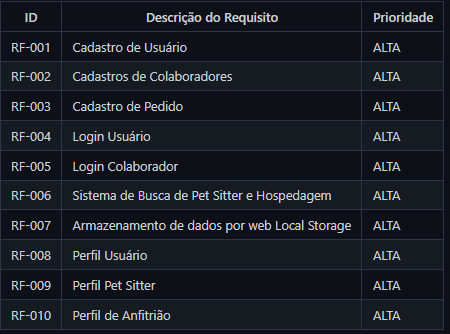 ID Descrição do Requisito Prioridade
RF-001 Cadastro de Usuário ALTA
RF-002 Cadastros de Colaboradores ALTA
RF-003 Cadastro de Pedido ALTA
RF-004 Login Usuário ALTA
RF-005 Login Colaborador ALTA
RF-006 Sistema de Busca de Pet Sitter e Hospedagem ALTA
RF-007 Armazenamento de dados por web Local Storage ALTA
RF-008 Perfil Usuário ALTA
RF-009 Perfil Pet Sitter ALTA
RF-010 Perfil de Anfitrião ALTA